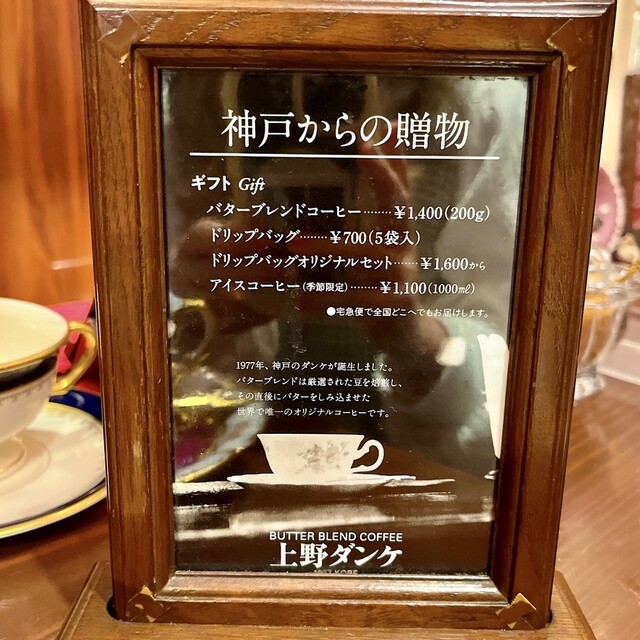 神戸からの贈物
ギフト Gift
バターブレンドコーヒー········¥1,400(200g)
ドリップバッグ·······¥700(5袋入)
ドリップバッグオリジナルセット······¥1,600から
アイスコーヒー(季節限定)········¥1,100(1000㎖)
●宅急便で全国どこへでもお届けします。
1977年、神戸のダンケが誕生しました。
バターブレンドは厳選された豆を焙煎し、
その直後にバターをしみ込ませた
世界で唯一のオリジナルコーヒーです。
BUTTER BLEND COFFEE
上野ダンケ
KOBE